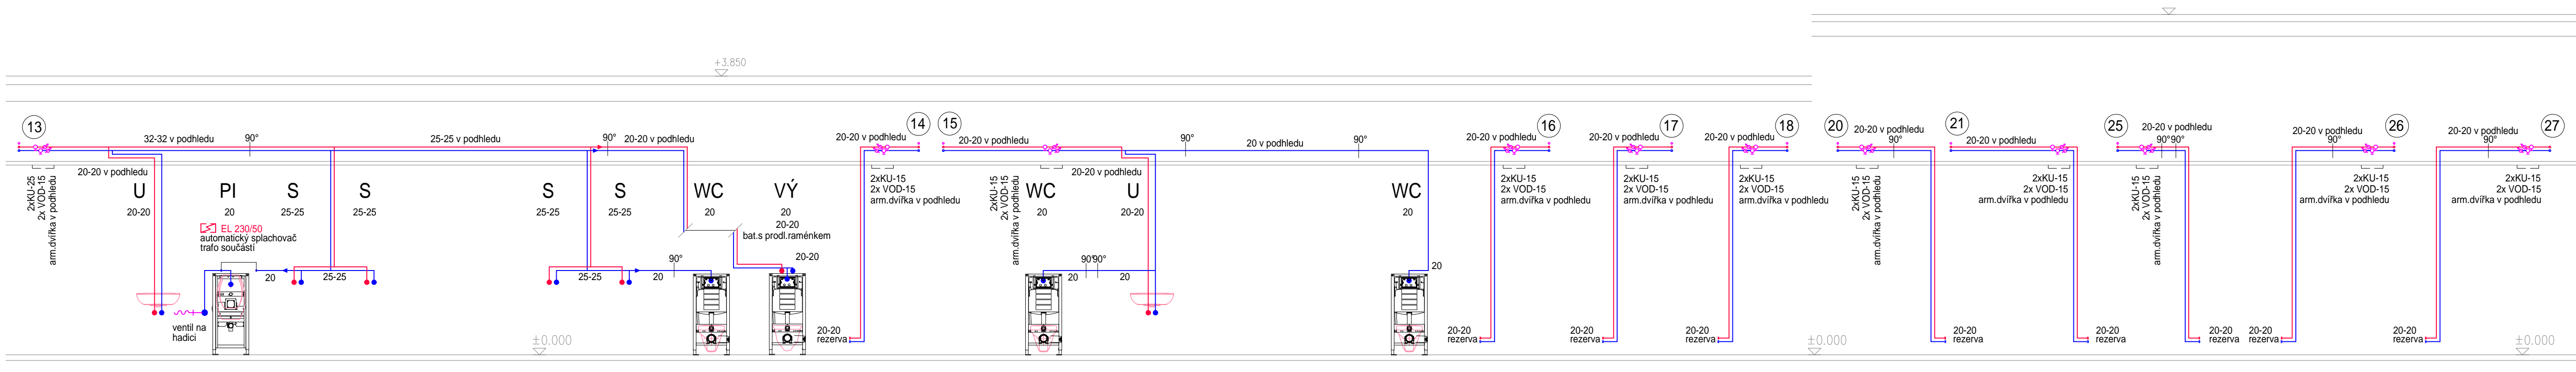 +3.850
13
32-32 v podhledu
90°
25-25 v podhledu
90°
20-20 v podhledu
20-20 v podhledu
14
15
20-20 v podhledu
90°
20 v podhledu
90°
20-20 v podhledu
16
20-20 v podhledu
17
20-20 v podhledu
18
20
20-20 v podhledu
90°
21
20-20 v podhledu
25
20-20 v podhledu
90°
90°
20-20 v podhledu
90°
26
20-20 v podhledu
90°
27
2xKU-25
2x VOD-15
arm.dvířka v podhledu
20-20 v podhledu
U
20-20
PI
20
S
25-25
S
25-25
S
25-25
S
25-25
WC
20
VÝ
20
20-20
bat.s prodl.raménkem
2xKU-15
2x VOD-15
arm.dvířka v podhledu
2xKU-15
2x VOD-15
arm.dvířka v podhledu
WC
20
20-20 v podhledu
U
20-20
WC
20
2xKU-15
2x VOD-15
arm.dvířka v podhledu
2xKU-15
2x VOD-15
arm.dvířka v podhledu
2xKU-15
2x VOD-15
arm.dvířka v podhledu
2xKU-15
2x VOD-15
arm.dvířka v podhledu
2xKU-15
2x VOD-15
arm.dvířka v podhledu
2xKU-15
2x VOD-15
arm.dvířka v podhledu
2xKU-15
2x VOD-15
arm.dvířka v podhledu
2xKU-15
2x VOD-15
arm.dvířka v podhledu
EL 230/50
automatický splachovač
trafo součástí
20
25-25
25-25
20
90°
20-20
20
90°
90°
20
20
ventil na
hadici
±0.000
20-20
rezerva
20-20
rezerva
20-20
rezerva
20-20
rezerva
±0.000
20-20
rezerva
20-20
rezerva
20-20
rezerva
20-20
rezerva
20-20
rezerva
±0.000